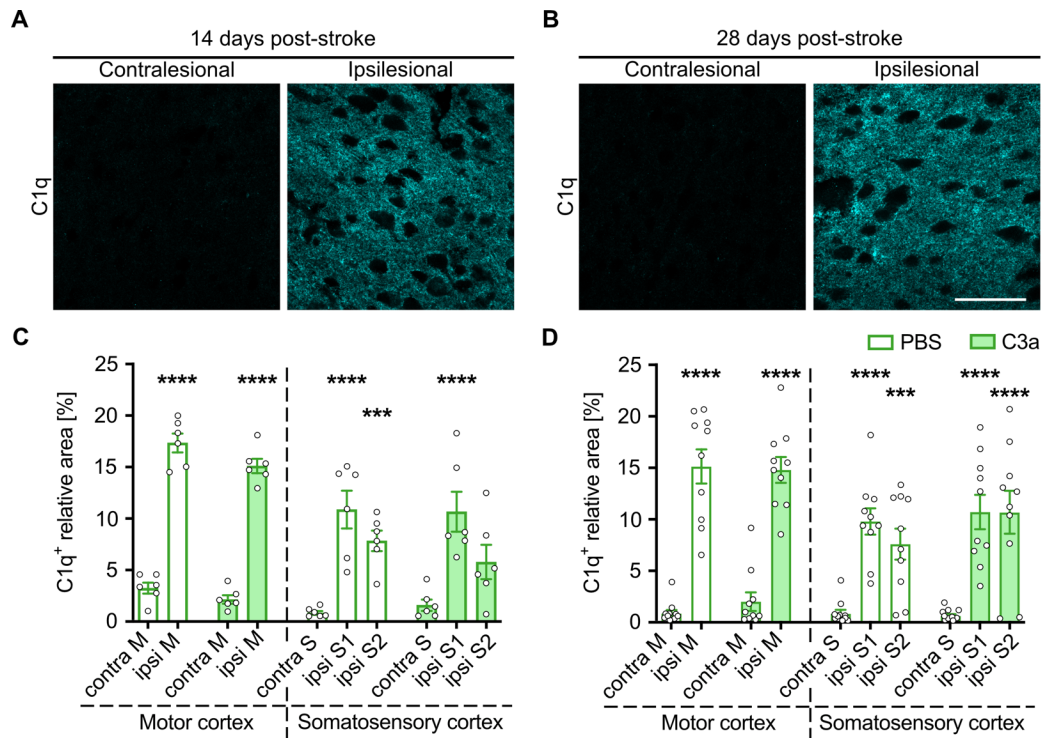 A
B
14 days post-stroke
28 days post-stroke
Contralesional
Ipsilesional
Contralesional
Ipsilesional
C1q
C1q
C
D
PBS
C3a
C1q⁺ relative area [%]
25
20
15
10
5
0
****
****
****
***
****
contra M
ipsi M
contra M
ipsi M
contra S
ipsi S1
ipsi S2
contra S
ipsi S1
ipsi S2
Motor cortex
Somatosensory cortex
C1q⁺ relative area [%]
25
20
15
10
5
0
****
****
****
***
****
****
contra M
ipsi M
contra M
ipsi M
contra S
ipsi S1
ipsi S2
contra S
ipsi S1
ipsi S2
Motor cortex
Somatosensory cortex